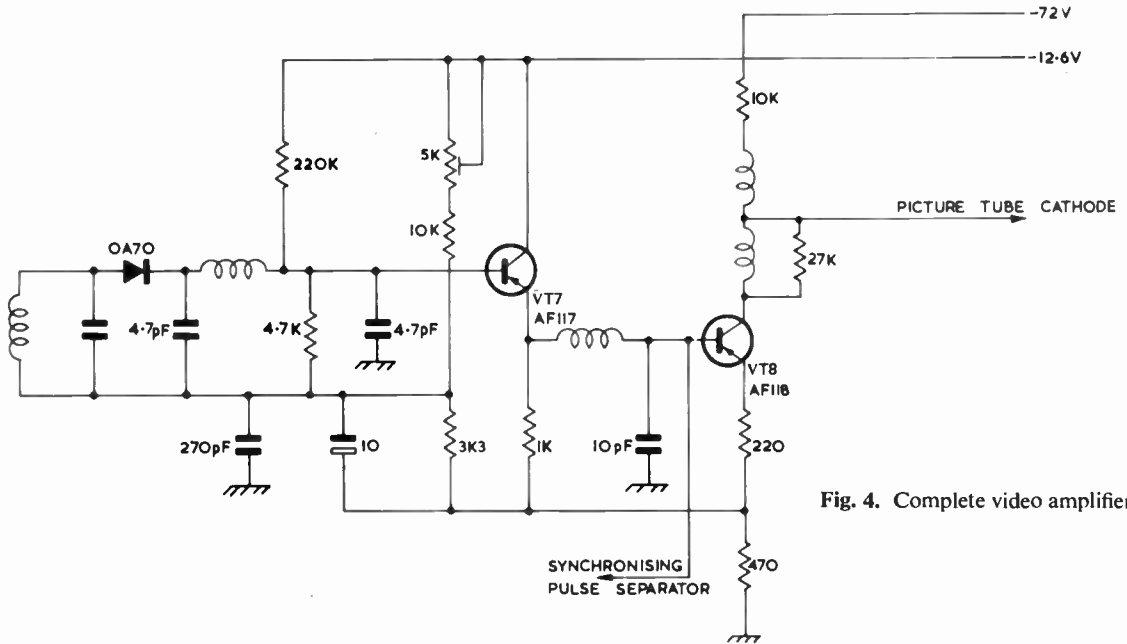 -72V
-12·6V
10K
220K
5K
10K
PICTURE TUBE CATHODE
27K
OA70
VT7
AF117
4·7pF
4·7K
4·7pF
VT8
AF118
270pF
10
3K3
1K
10pF
220
Fig. 4. Complete video amplifier
SYNCHRONISING
PULSE SEPARATOR
470